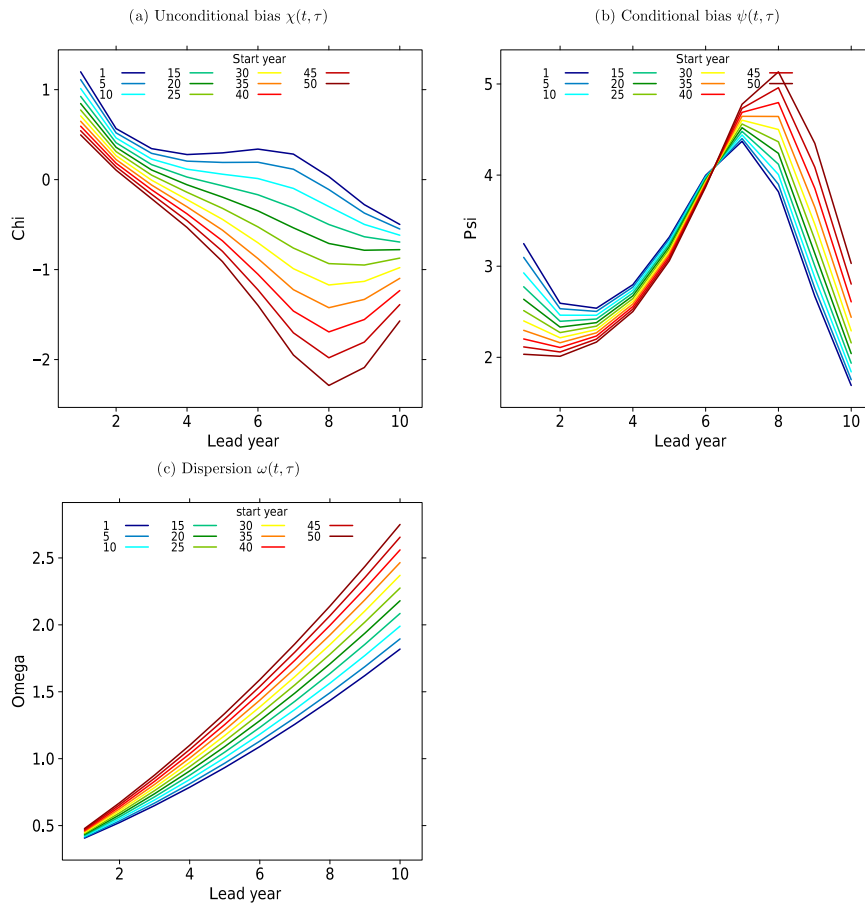 (a) Unconditional bias χ(t, τ)
Start year
1 15 30 45
5 20 35 50
10 25 40
1
0
−1
−2
Chi
2 4 6 8 10
Lead year
(b) Conditional bias ψ(t, τ)
Start year
1 15 30 45
5 20 35 50
10 25 40
5
4
3
2
Psi
2 4 6 8 10
Lead year
(c) Dispersion ω(t, τ)
start year
1 15 30 45
5 20 35 50
10 25 40
2.5
2.0
1.5
1.0
0.5
Omega
2 4 6 8 10
Lead year